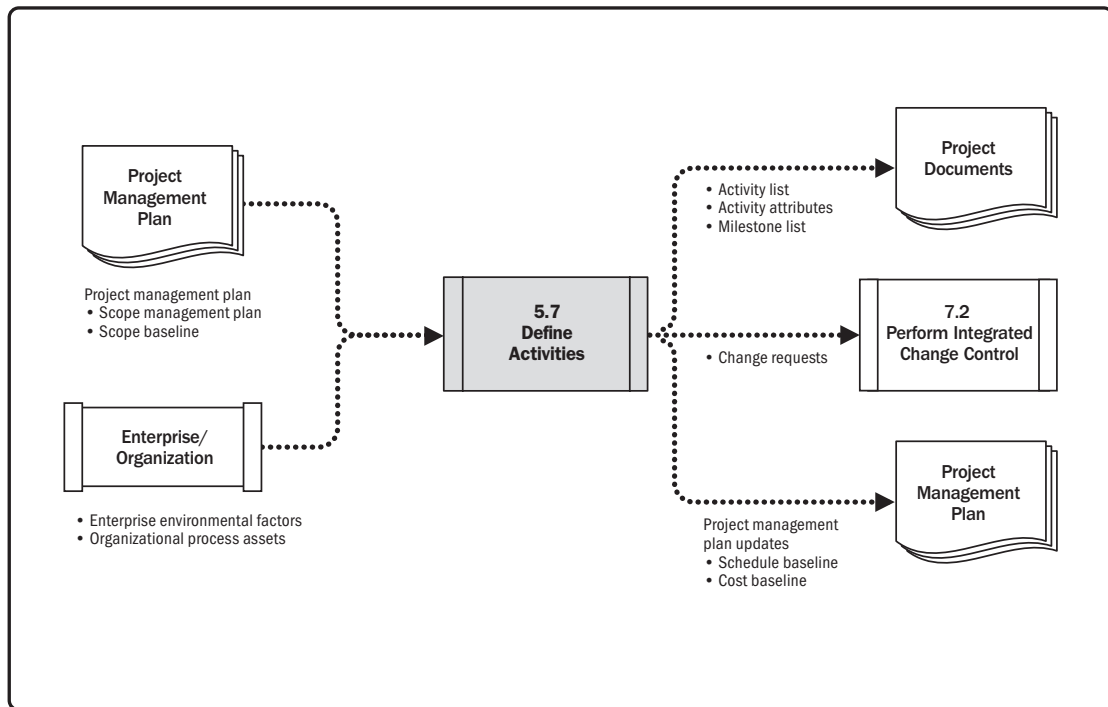 Project
Management
Plan
Project management plan
• Scope management plan
• Scope baseline
Enterprise/
Organization
• Enterprise environmental factors
• Organizational process assets
5.7
Define
Activities
• Activity list
• Activity attributes
• Milestone list
Project
Documents
• Change requests
7.2
Perform Integrated
Change Control
Project management
plan updates
• Schedule baseline
• Cost baseline
Project
Management
Plan